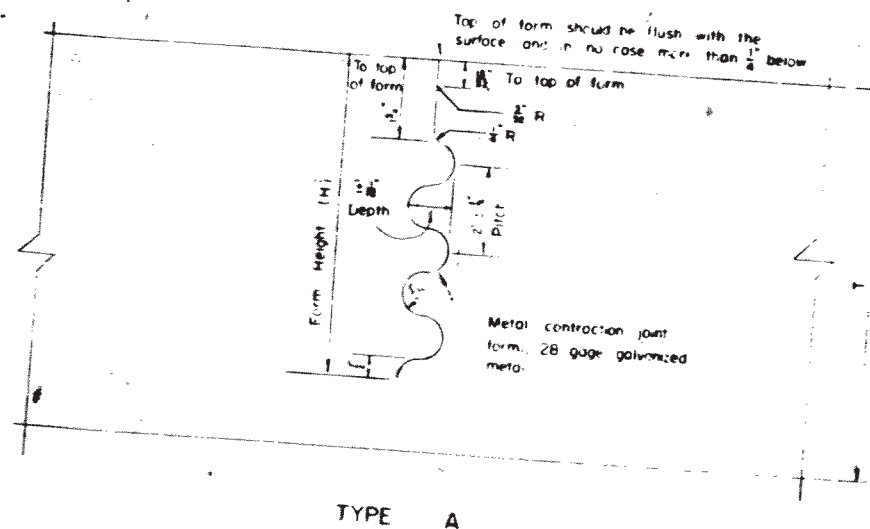 Top of form should be flush with the
surface and in no case more than 1/4" below
To top
of form
To top of form
R
1/4" R
Form Height (H)
Depth
Pitch
T
Metal contraction joint
form, 28 gage galvanized
metal
TYPE A